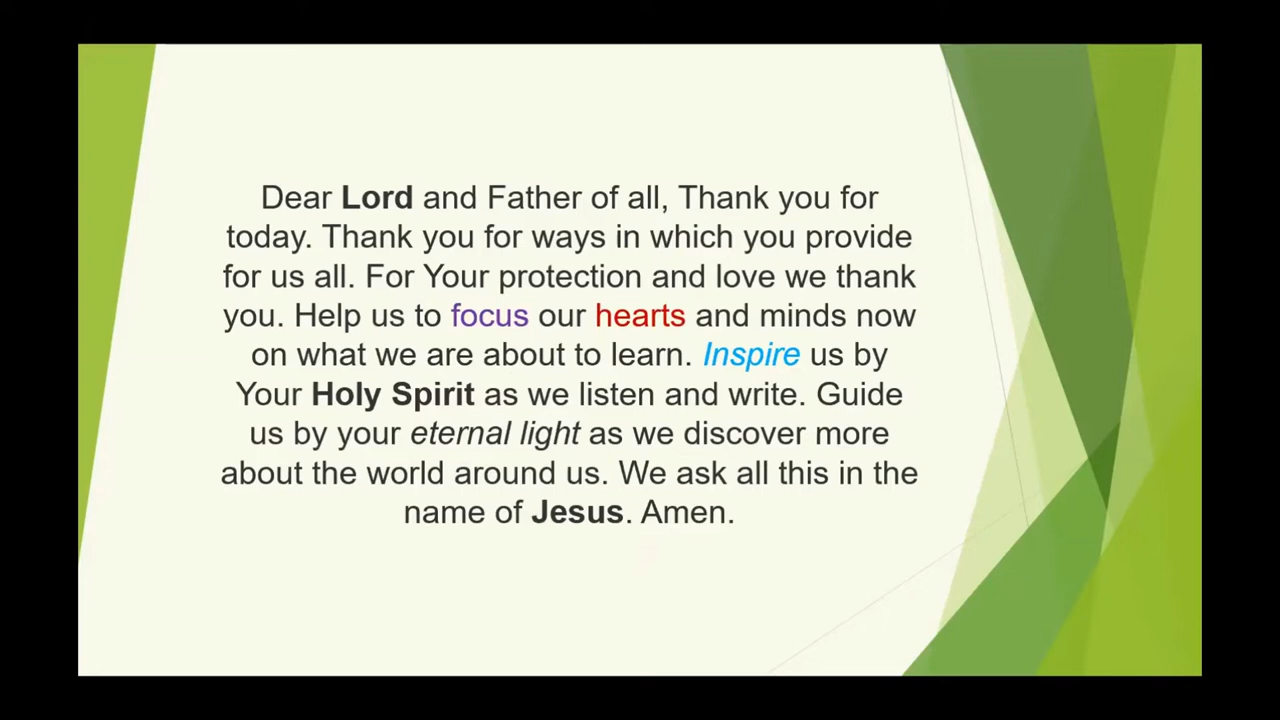 Dear Lord and Father of all, Thank you for
today. Thank you for ways in which you provide
for us all. For Your protection and love we thank
you. Help us to focus our hearts and minds now
on what we are about to learn. Inspire us by
Your Holy Spirit as we listen and write. Guide
us by your eternal light as we discover more
about the world around us. We ask all this in the
name of Jesus. Amen.